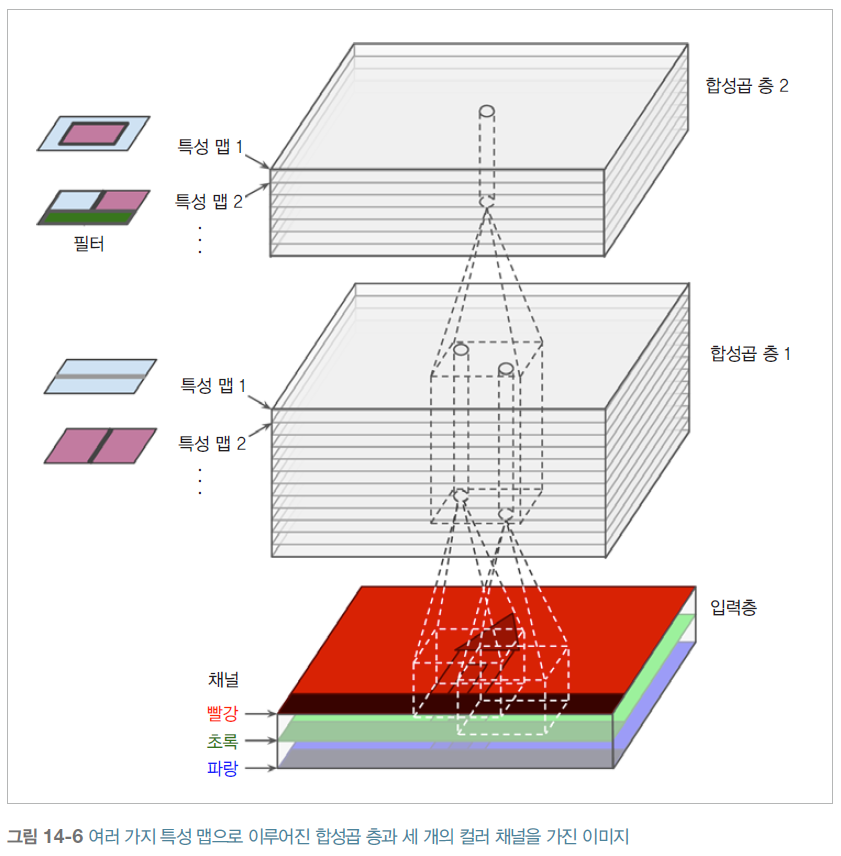 합성곱 층 2
특성 맵 1
특성 맵 2
필터
합성곱 층 1
특성 맵 1
특성 맵 2
입력층
채널
빨강
초록
파랑
그림 14-6 여러 가지 특성 맵으로 이루어진 합성곱 층과 세 개의 컬러 채널을 가진 이미지